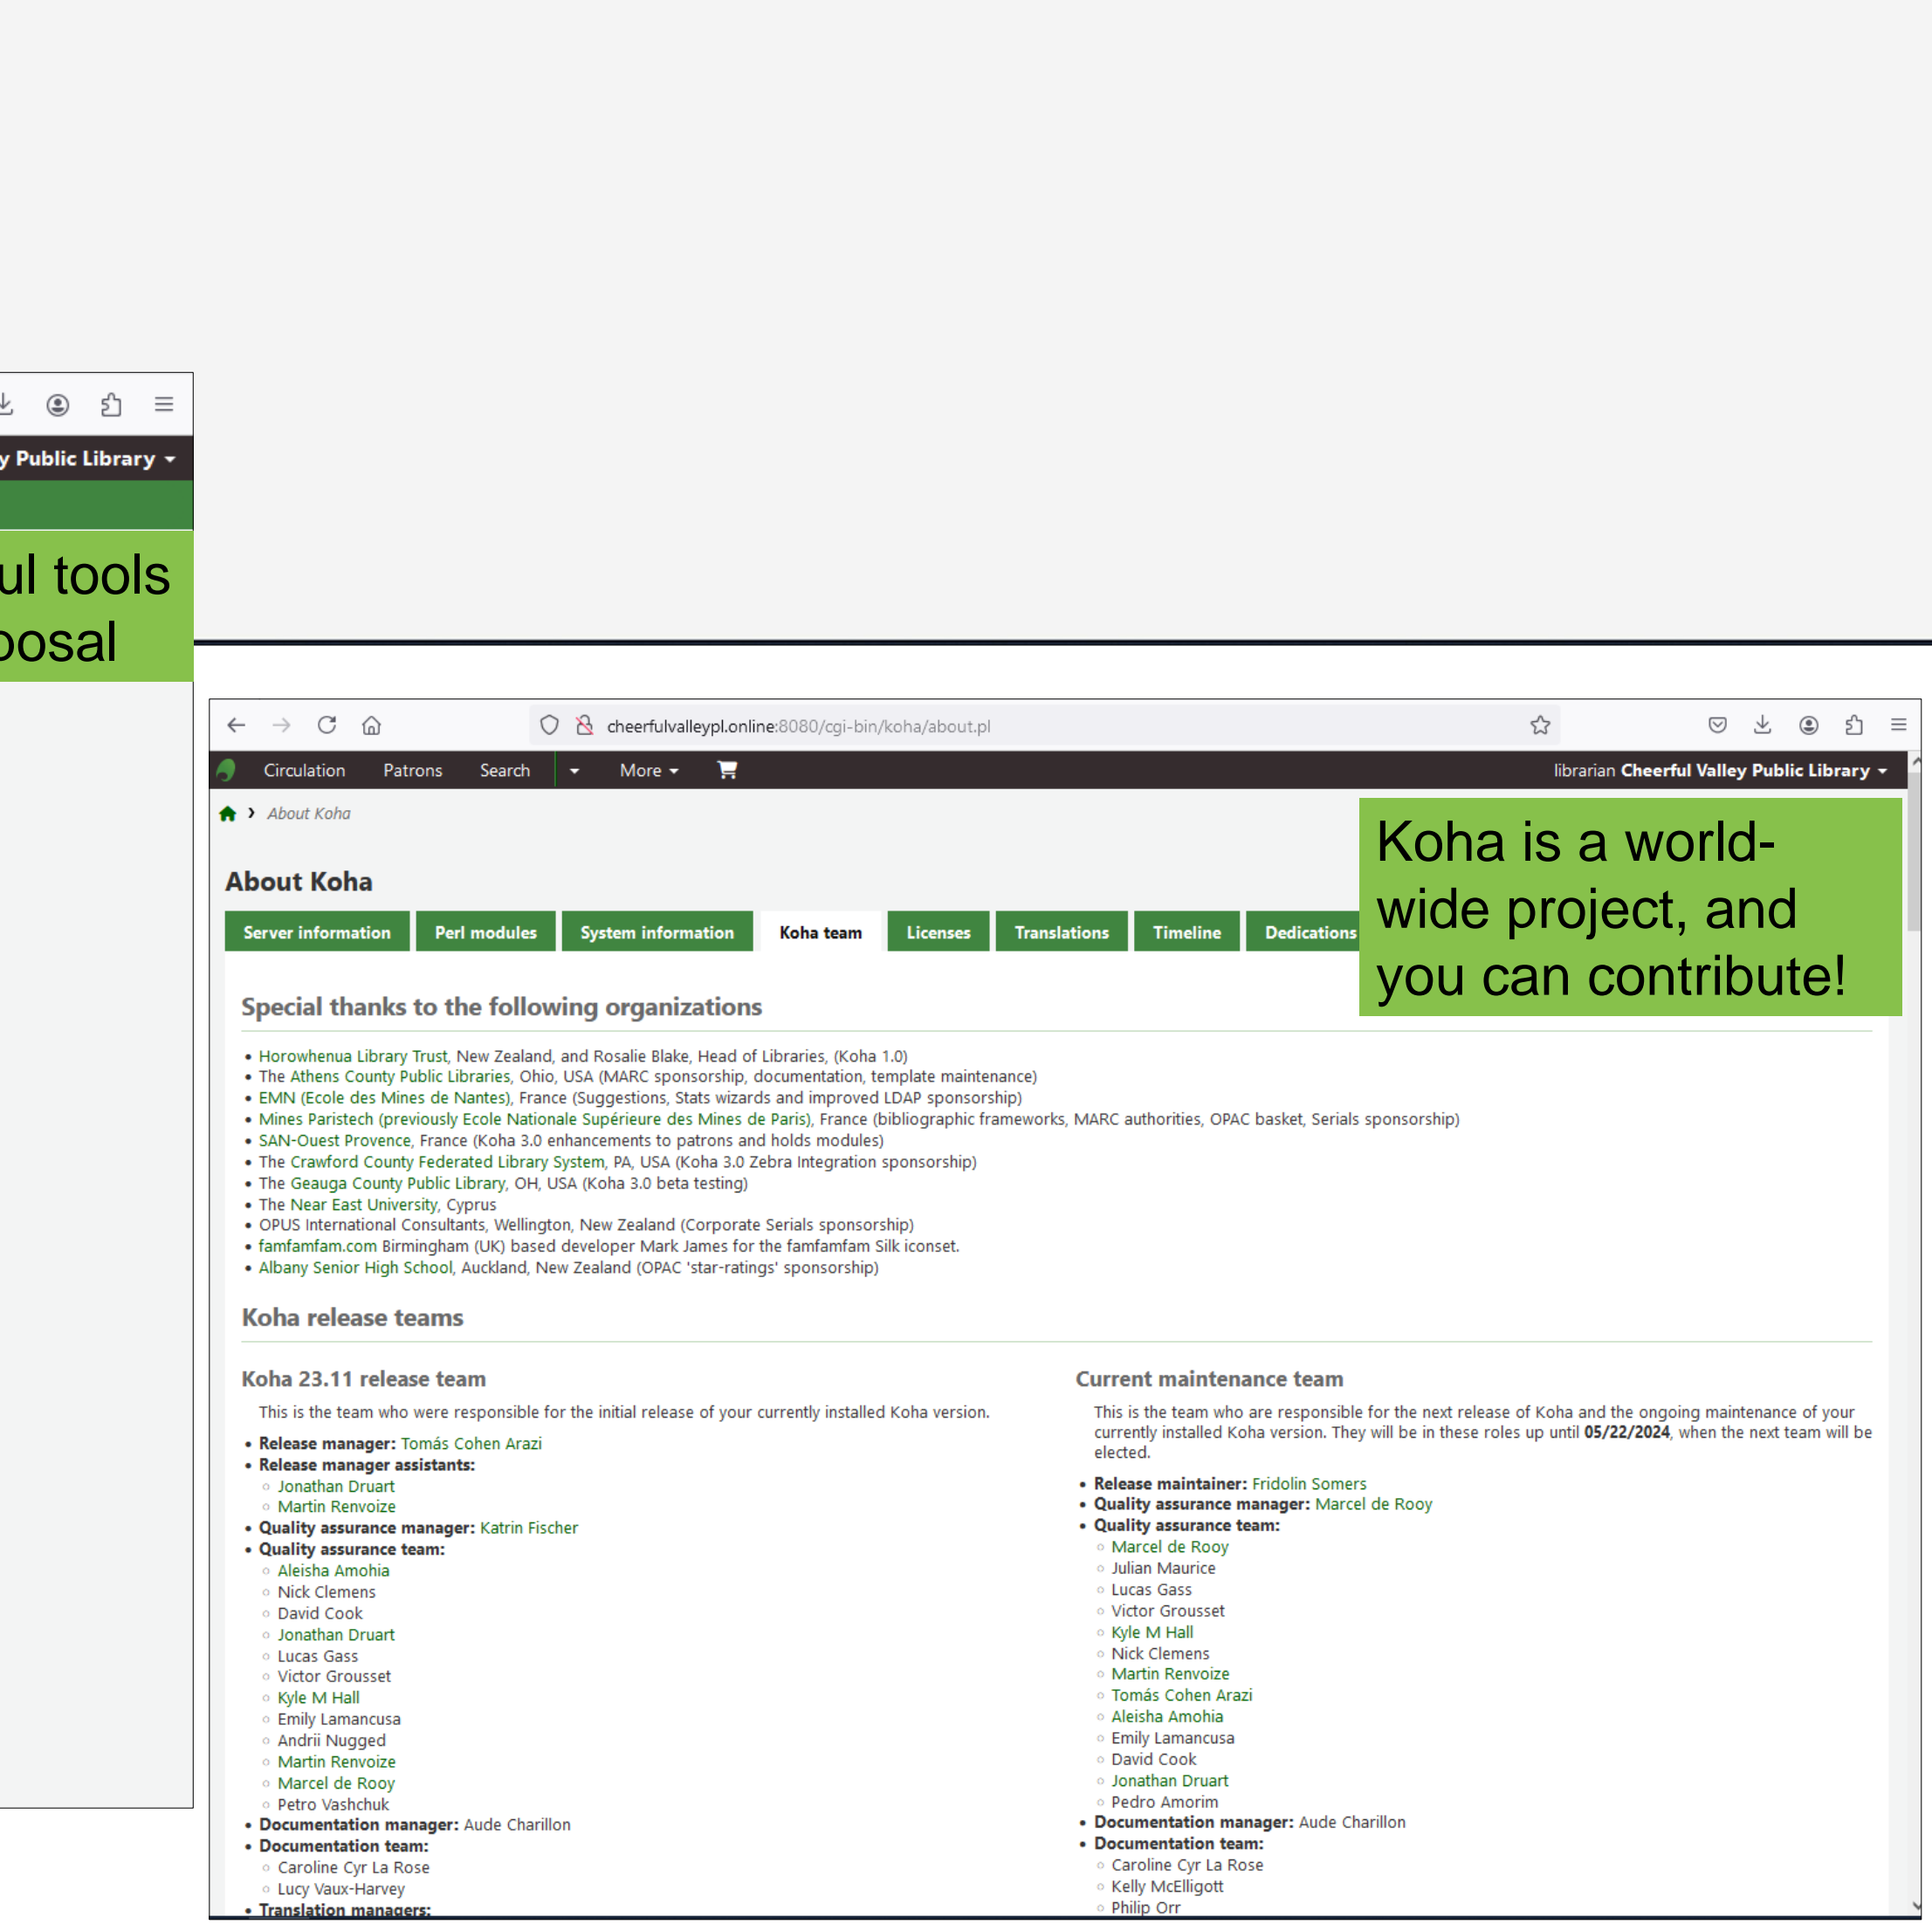 y Public Library
ul tools
posal
cheerfulvalleypl.online:8080/cgi-bin/koha/about.pl
Circulation Patrons Search More librarian Cheerful Valley Public Library
About Koha
About Koha
Server information Perl modules System information Koha team Licenses Translations Timeline Dedications
Koha is a world-
wide project, and
you can contribute!
Special thanks to the following organizations
• Horowhenua Library Trust, New Zealand, and Rosalie Blake, Head of Libraries, (Koha 1.0)
• The Athens County Public Libraries, Ohio, USA (MARC sponsorship, documentation, template maintenance)
• EMN (Ecole des Mines de Nantes), France (Suggestions, Stats wizards and improved LDAP sponsorship)
• Mines Paristech (previously Ecole Nationale Supérieure des Mines de Paris), France (bibliographic frameworks, MARC authorities, OPAC basket, Serials sponsorship)
• SAN-Ouest Provence, France (Koha 3.0 enhancements to patrons and holds modules)
• The Crawford County Federated Library System, PA, USA (Koha 3.0 Zebra Integration sponsorship)
• The Geauga County Public Library, OH, USA (Koha 3.0 beta testing)
• The Near East University, Cyprus
• OPUS International Consultants, Wellington, New Zealand (Corporate Serials sponsorship)
• famfamfam.com Birmingham (UK) based developer Mark James for the famfamfam Silk iconset.
• Albany Senior High School, Auckland, New Zealand (OPAC 'star-ratings' sponsorship)
Koha release teams
Koha 23.11 release team
This is the team who were responsible for the initial release of your currently installed Koha version.
• Release manager: Tomás Cohen Arazi
• Release manager assistants:
◦ Jonathan Druart
◦ Martin Renvoize
• Quality assurance manager: Katrin Fischer
• Quality assurance team:
◦ Aleisha Amohia
◦ Nick Clemens
◦ David Cook
◦ Jonathan Druart
◦ Lucas Gass
◦ Victor Grousset
◦ Kyle M Hall
◦ Emily Lamancusa
◦ Andrii Nugged
◦ Martin Renvoize
◦ Marcel de Rooy
◦ Petro Vashchuk
• Documentation manager: Aude Charillon
• Documentation team:
◦ Caroline Cyr La Rose
◦ Lucy Vaux-Harvey
• Translation managers:
Current maintenance team
This is the team who are responsible for the next release of Koha and the ongoing maintenance of your
currently installed Koha version. They will be in these roles up until 05/22/2024, when the next team will be
elected.
• Release maintainer: Fridolin Somers
• Quality assurance manager: Marcel de Rooy
• Quality assurance team:
◦ Marcel de Rooy
◦ Julian Maurice
◦ Lucas Gass
◦ Victor Grousset
◦ Kyle M Hall
◦ Nick Clemens
◦ Martin Renvoize
◦ Tomás Cohen Arazi
◦ Aleisha Amohia
◦ Emily Lamancusa
◦ David Cook
◦ Jonathan Druart
◦ Pedro Amorim
• Documentation manager: Aude Charillon
• Documentation team:
◦ Caroline Cyr La Rose
◦ Kelly McElligott
◦ Philip Orr